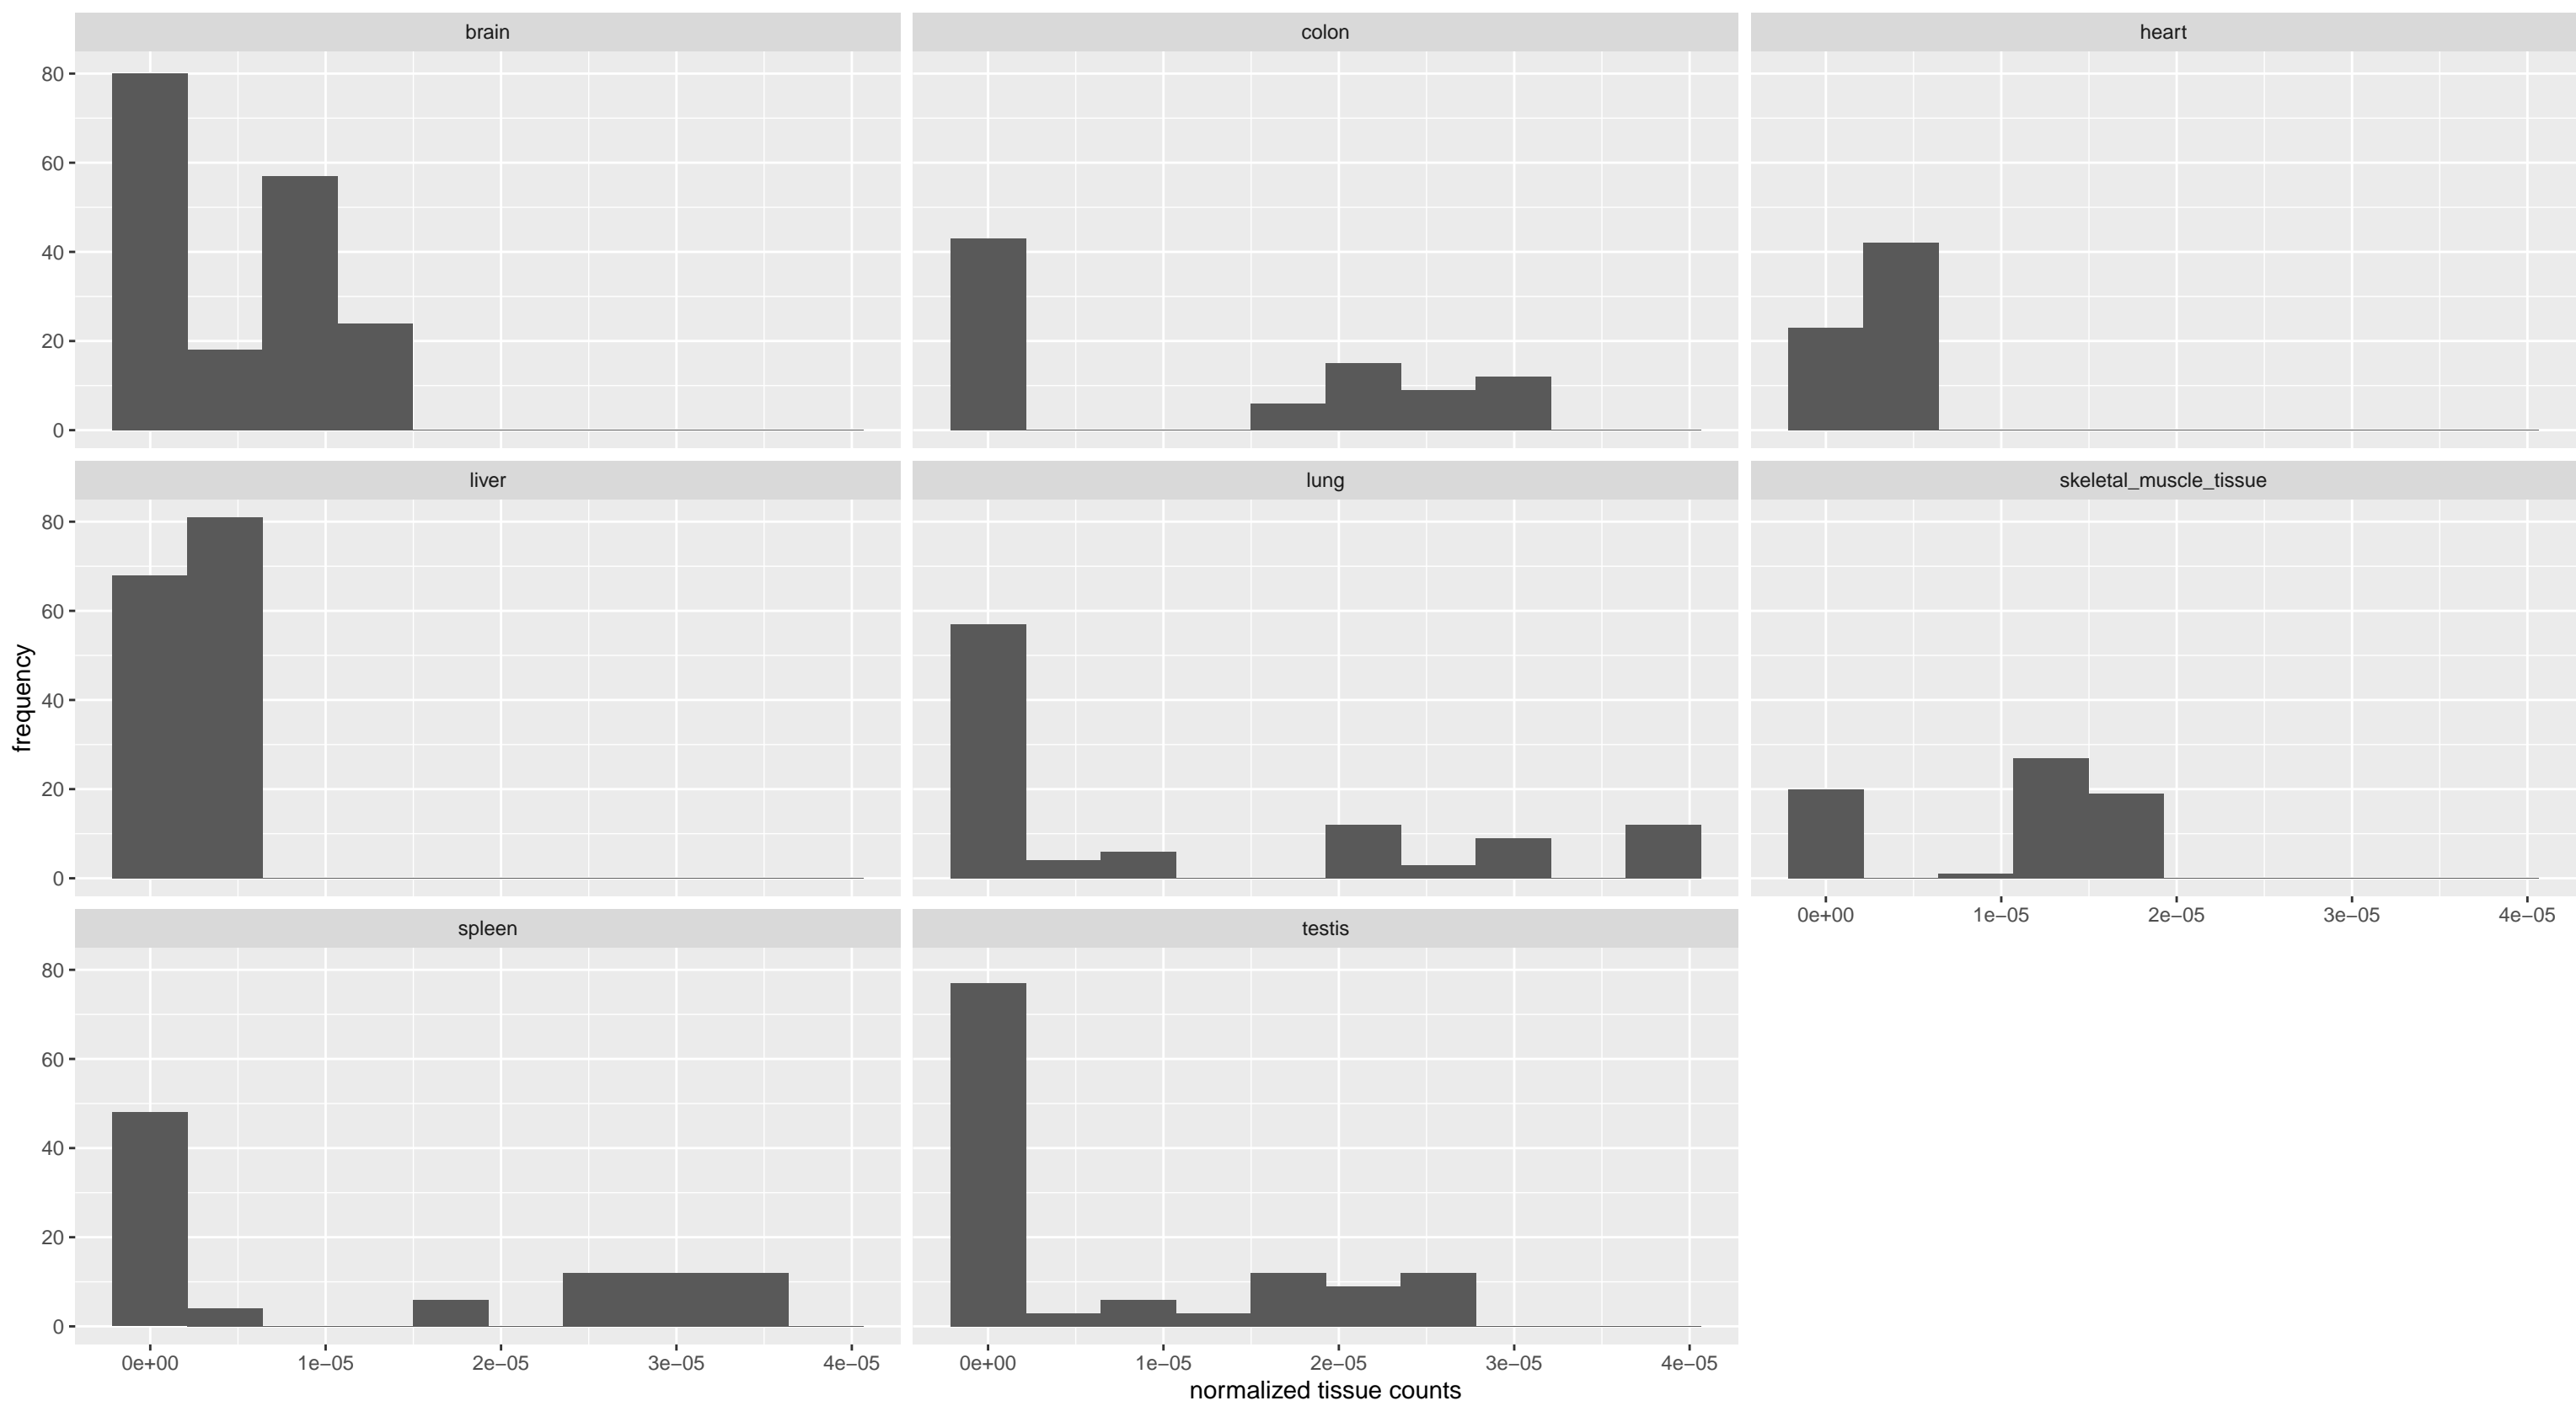 brain
colon
heart
80
60
40
20
0
liver
lung
skeletal_muscle_tissue
80
60
40
20
0
frequency
0e+00 1e−05 2e−05 3e−05 4e−05
spleen
testis
80
60
40
20
0
0e+00 1e−05 2e−05 3e−05 4e−05
0e+00 1e−05 2e−05 3e−05 4e−05
normalized tissue counts